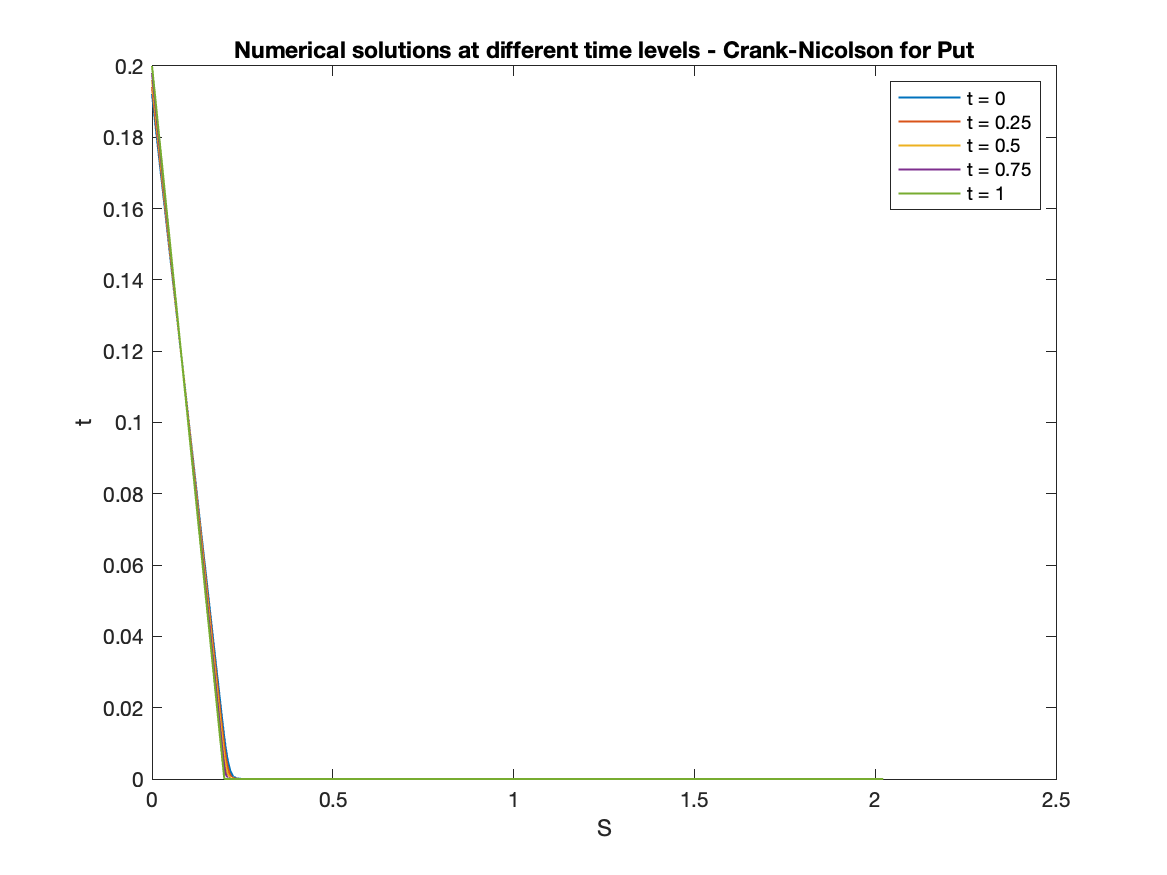 Numerical solutions at different time levels - Crank-Nicolson for Put
0.2
0.18
0.16
0.14
0.12
0.1
0.08
0.06
0.04
0.02
0
t
t = 0
t = 0.25
t = 0.5
t = 0.75
t = 1
0 0.5 1 1.5 2 2.5
S